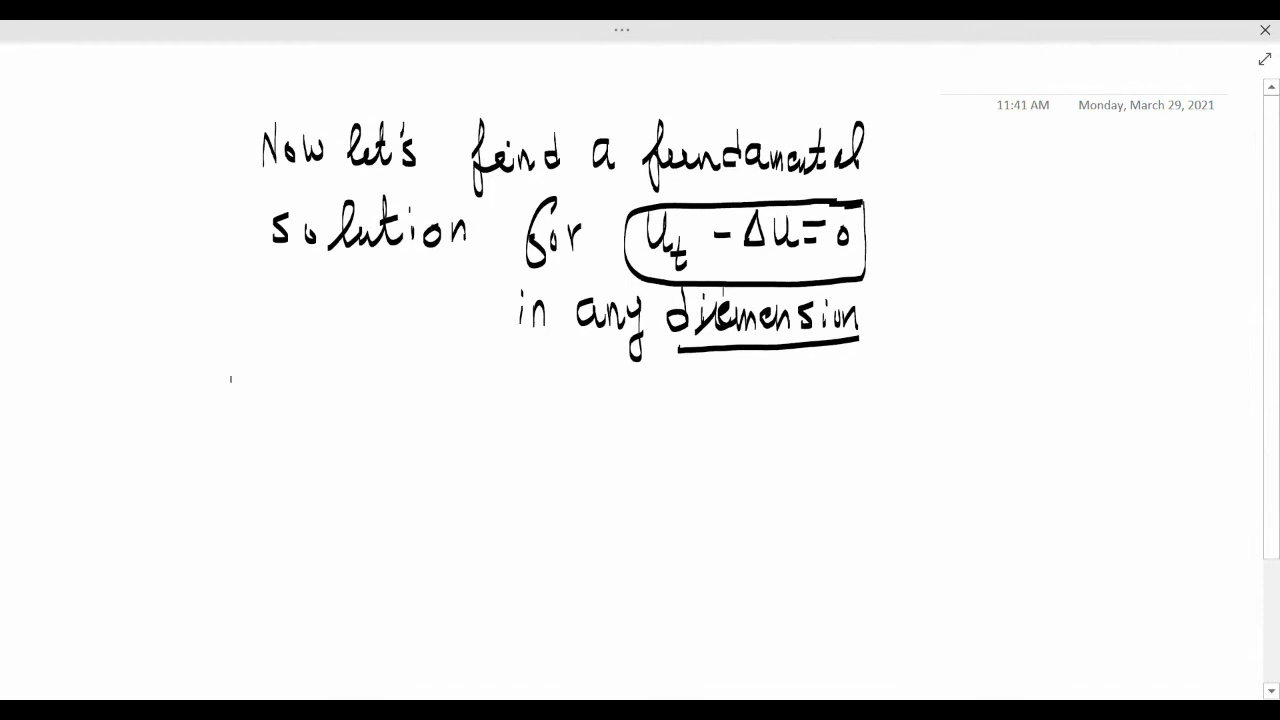 11:41 AM Monday, March 29, 2021
Now let's find a fundamental
solution for u_t - Δu = 0
in any dimension